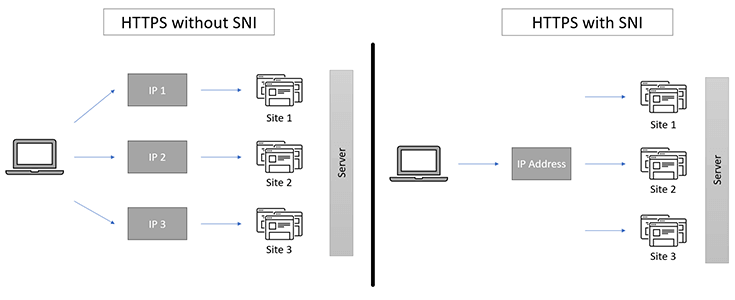 HTTPS without SNI
IP 1
Site 1
IP 2
Site 2
IP 3
Site 3
Server
HTTPS with SNI
Site 1
IP Address
Site 2
Site 3
Server